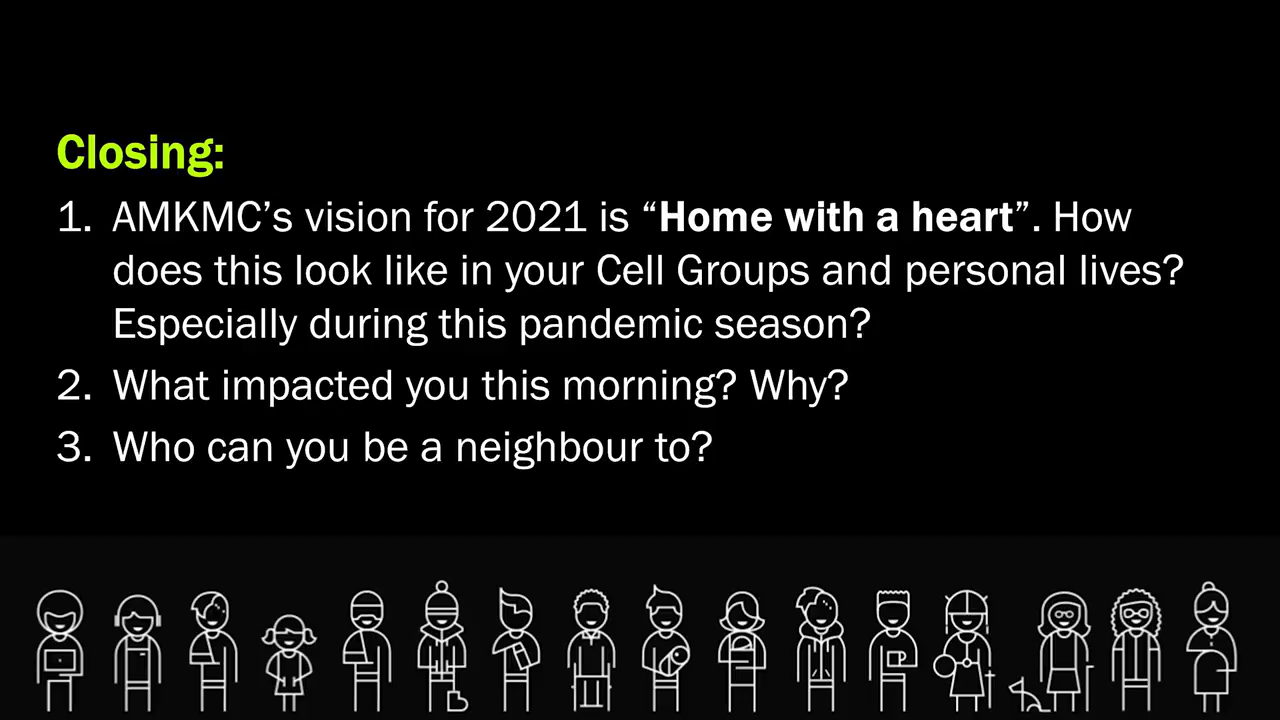 Closing:
1. AMKMC’s vision for 2021 is “Home with a heart”. How
does this look like in your Cell Groups and personal lives?
Especially during this pandemic season?
2. What impacted you this morning? Why?
3. Who can you be a neighbour to?